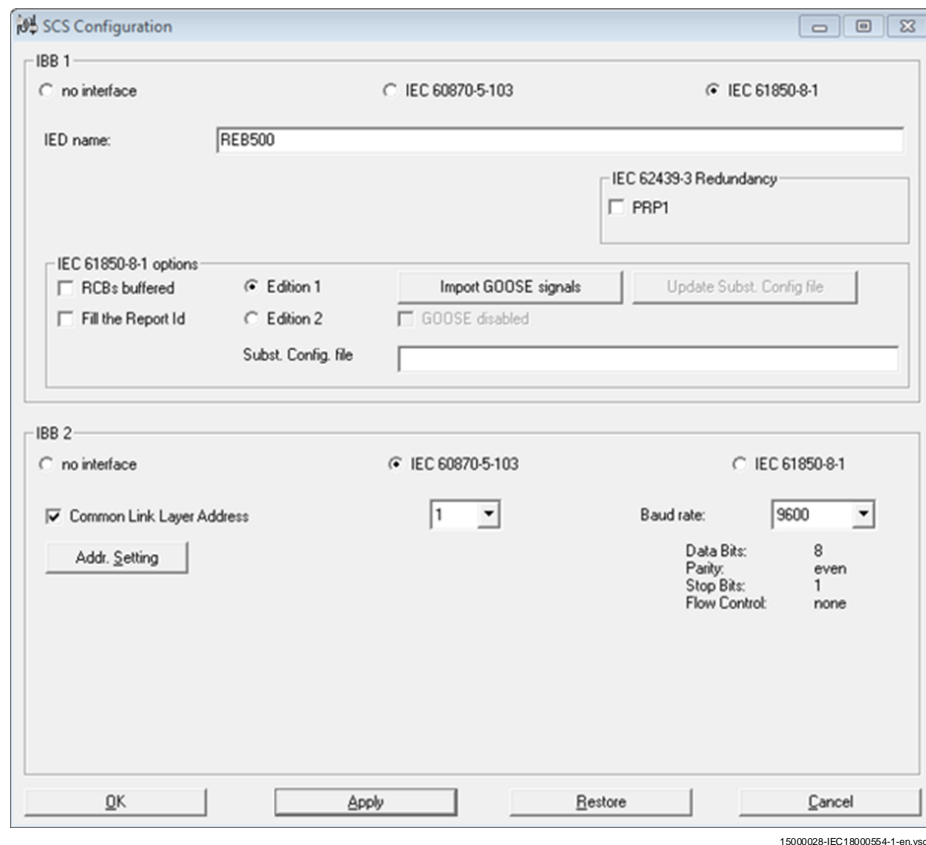 SCS Configuration
IBB 1
no interface
IEC 60870-5-103
IEC 61850-8-1
IED name:
REB500
IEC 62439-3 Redundancy
PRP1
IEC 61850-8-1 options
RCBs buffered
Edition 1
Import GOOSE signals
Update Subst. Config file
Fill the Report Id
Edition 2
GOOSE disabled
Subst. Config. file
IBB 2
no interface
IEC 60870-5-103
IEC 61850-8-1
Common Link Layer Address
1
Baud rate:
9600
Addr. Setting
Data Bits: 8
Parity: even
Stop Bits: 1
Flow Control: none
OK
Apply
Restore
Cancel
15000028-IEC18000554-1-en.vsd